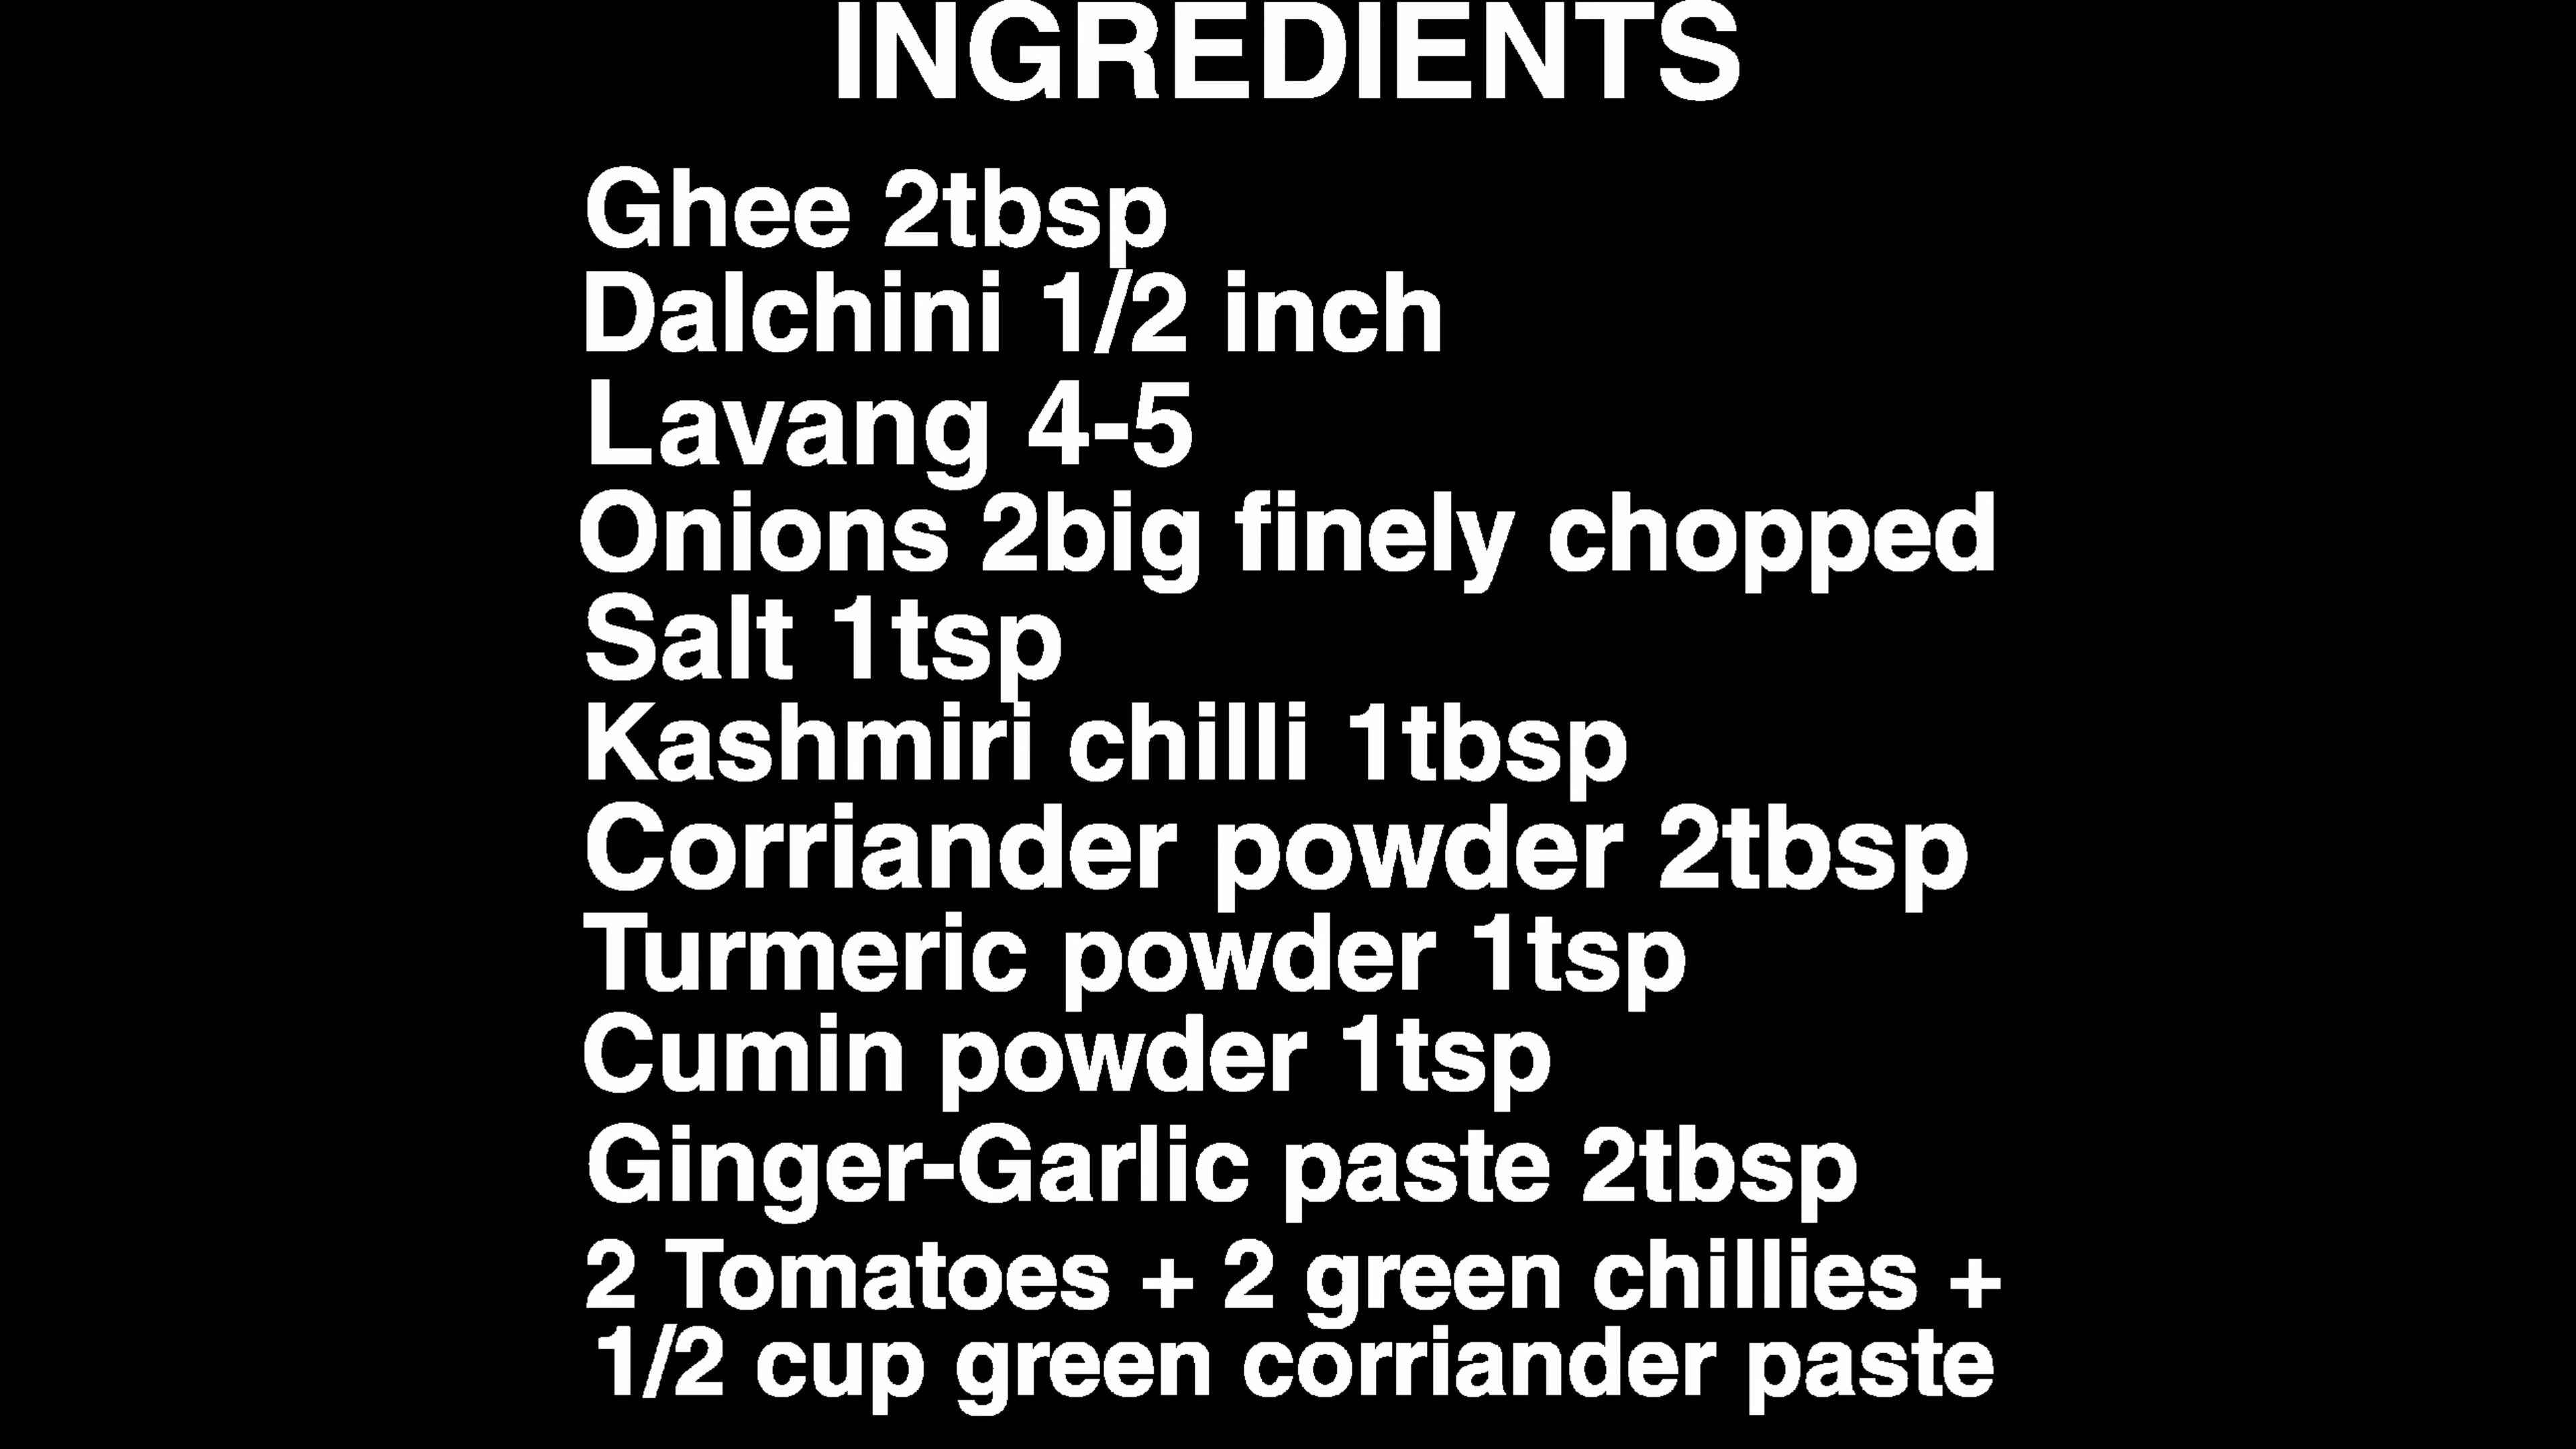 INGREDIENTS
Ghee 2tbsp
Dalchini 1/2 inch
Lavang 4-5
Onions 2big finely chopped
Salt 1tsp
Kashmiri chilli 1tbsp
Corriander powder 2tbsp
Turmeric powder 1tsp
Cumin powder 1tsp
Ginger-Garlic paste 2tbsp
2 Tomatoes + 2 green chillies +
1/2 cup green corriander paste